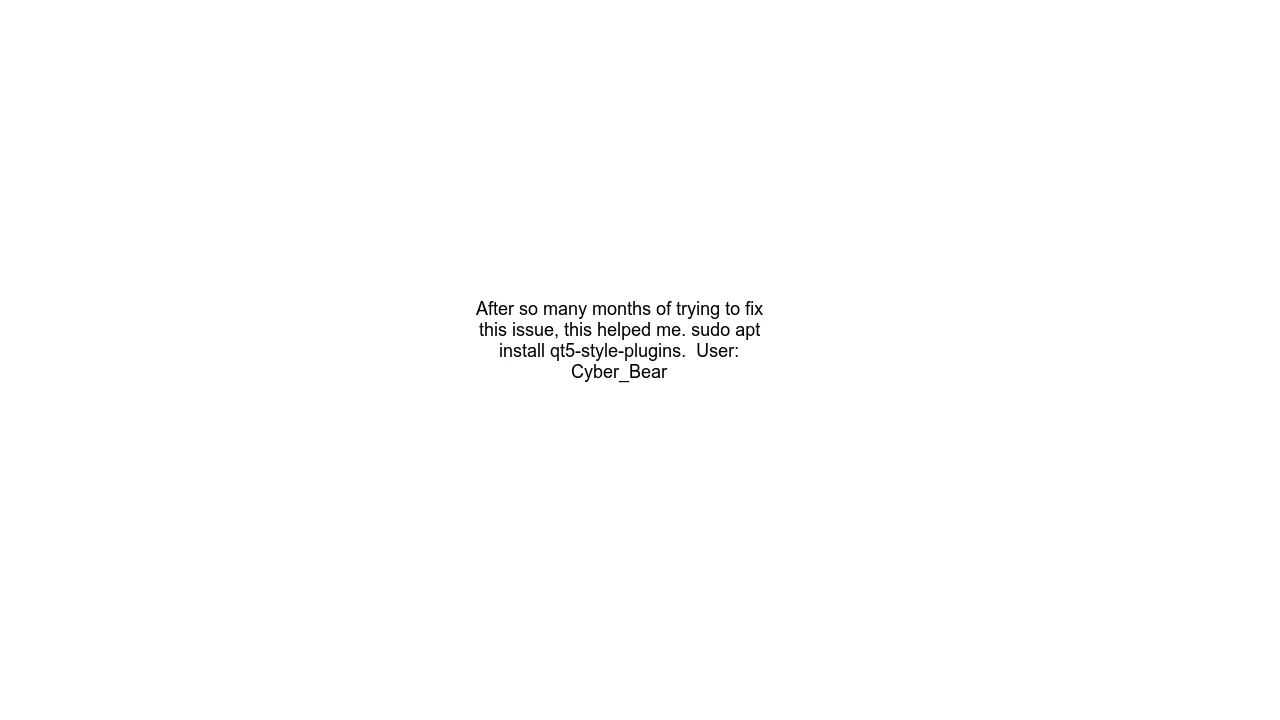 After so many months of trying to fix
this issue, this helped me. sudo apt
install qt5-style-plugins.  User:
Cyber_Bear